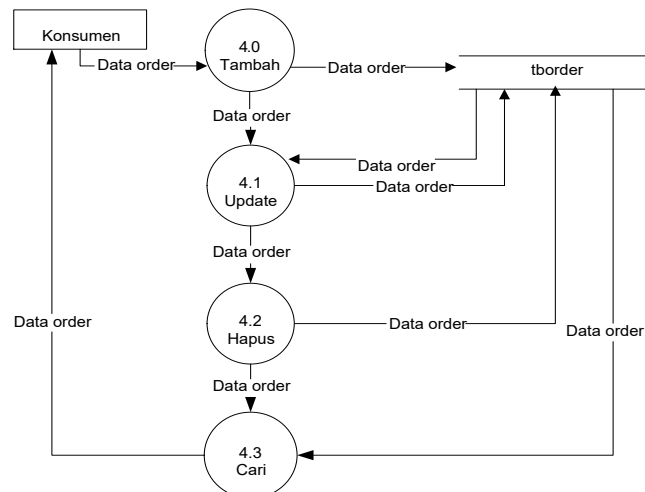 Konsumen
4.0
Tambah
Data order
Data order
tborder
Data order
Data order
4.1
Update
Data order
Data order
Data order
4.2
Hapus
Data order
Data order
Data order
4.3
Cari